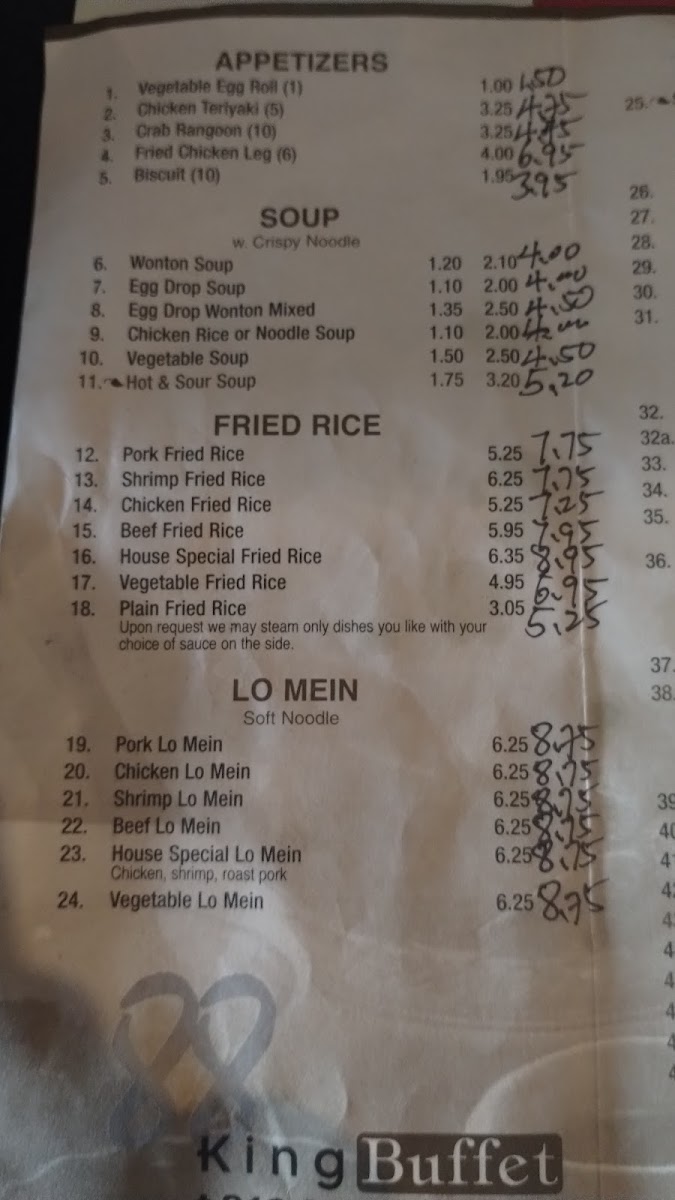 APPETIZERS
1. Vegetable Egg Roll (1) 1.00 1.50
2. Chicken Teriyaki (5) 3.25 4.75
3. Crab Rangoon (10) 3.25
4. Fried Chicken Leg (6) 4.00 6.95
5. Biscuit (10) 1.95 3.95
SOUP
w. Crispy Noodle
6. Wonton Soup 1.20 2.10 4.00
7. Egg Drop Soup 1.10 2.00 4.00
8. Egg Drop Wonton Mixed 1.35 2.50 4.50
9. Chicken Rice or Noodle Soup 1.10 2.00
10. Vegetable Soup 1.50 2.50 4.50
11. Hot & Sour Soup 1.75 3.20 5.20
FRIED RICE
12. Pork Fried Rice 5.25 7.75
13. Shrimp Fried Rice 6.25 7.75
14. Chicken Fried Rice 5.25 7.25
15. Beef Fried Rice 5.95 7.95
16. House Special Fried Rice 6.35 8.95
17. Vegetable Fried Rice 4.95 6.95
18. Plain Fried Rice 3.05 5.25
Upon request we may steam only dishes you like with your
choice of sauce on the side.
LO MEIN
Soft Noodle
19. Pork Lo Mein 6.25 8.75
20. Chicken Lo Mein 6.25 8.75
21. Shrimp Lo Mein 6.25 8.75
22. Beef Lo Mein 6.25 8.75
23. House Special Lo Mein 6.25 8.75
Chicken, shrimp, roast pork
24. Vegetable Lo Mein 6.25 8.75
King Buffet
25.
26.
27.
28.
29.
30.
31.
32.
32a.
33.
34.
35.
36.
37.
38.
39
40